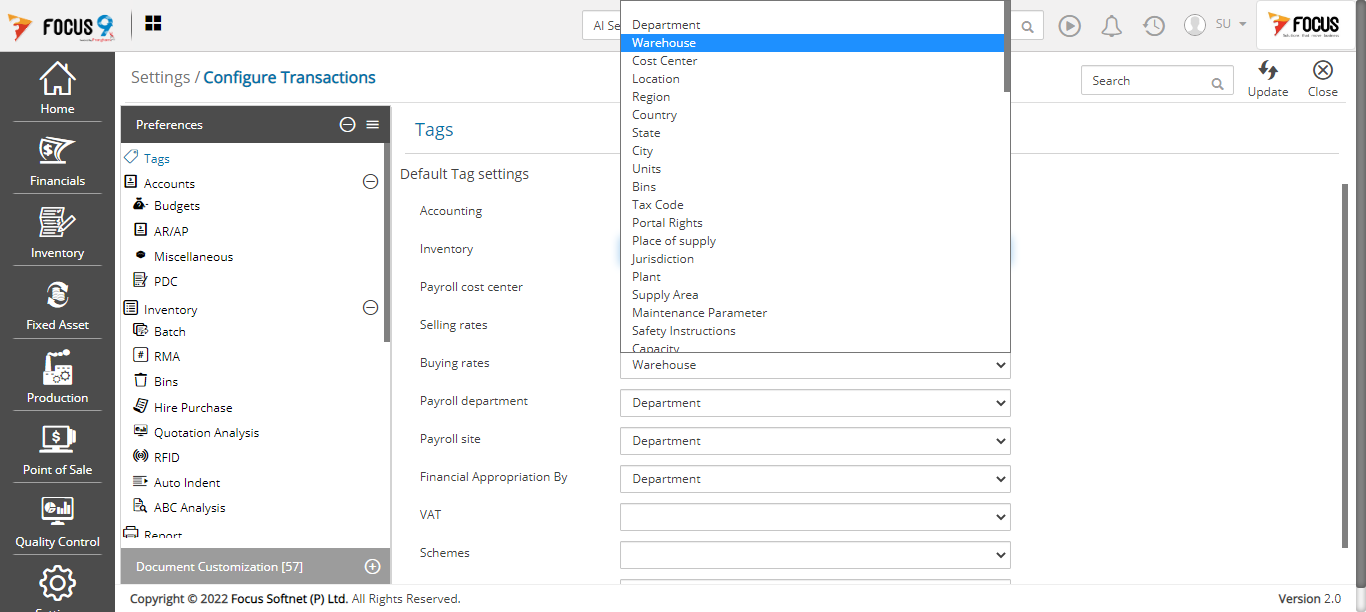 FOCUS 9
AI Se
SU
FOCUS
Settings / Configure Transactions
Search
Update
Close
Home
Financials
Inventory
Fixed Asset
Production
Point of Sale
Quality Control
Preferences
Tags
Accounts
Budgets
AR/AP
Miscellaneous
PDC
Inventory
Batch
RMA
Bins
Hire Purchase
Quotation Analysis
RFID
Auto Indent
ABC Analysis
Report
Document Customization [57]
Tags
Default Tag settings
Accounting
Inventory
Payroll cost center
Selling rates
Buying rates
Warehouse
Payroll department
Department
Payroll site
Department
Financial Appropriation By
Department
VAT
Schemes
Department
Warehouse
Cost Center
Location
Region
Country
State
City
Units
Bins
Tax Code
Portal Rights
Place of supply
Jurisdiction
Plant
Supply Area
Maintenance Parameter
Safety Instructions
Capacity
Copyright © 2022 Focus Softnet (P) Ltd. All Rights Reserved.
Version 2.0